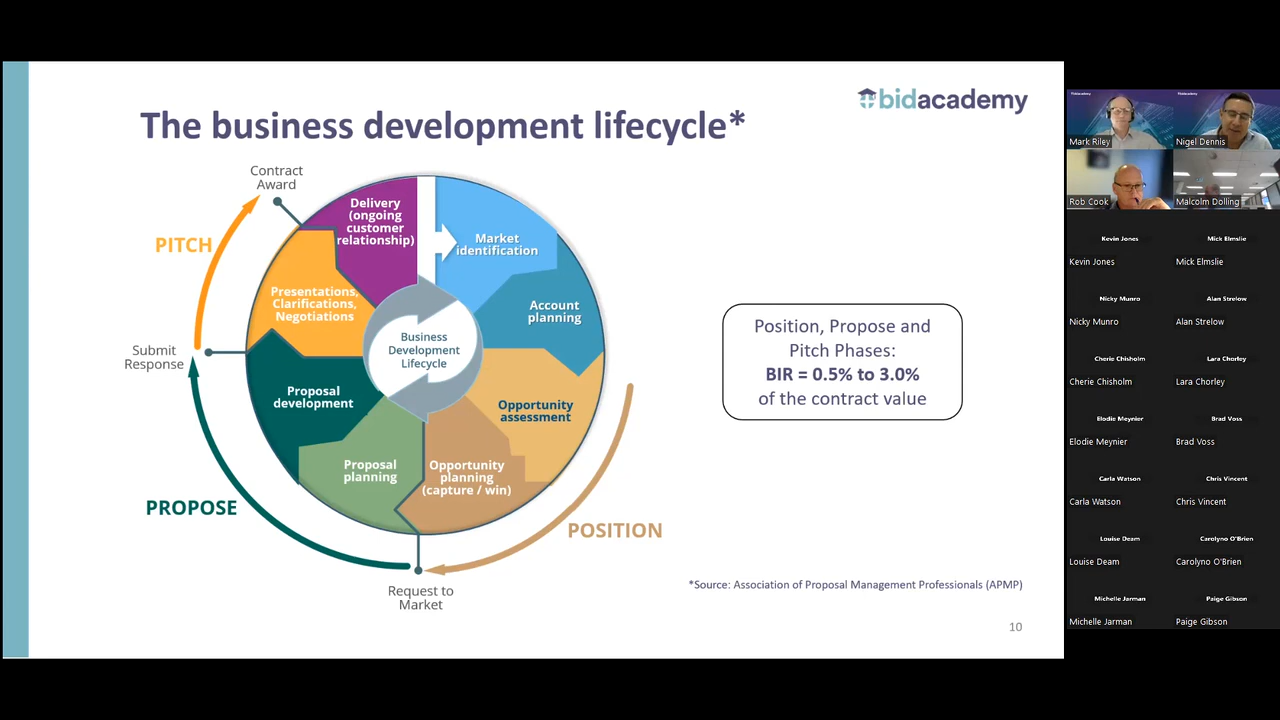 bidacademy
The business development lifecycle*
Contract
Award
PITCH
Submit
Response
PROPOSE
Request to
Market
POSITION
Delivery
(ongoing
customer
relationship)
Market
identification
Account
planning
Opportunity
assessment
Opportunity
planning
(capture / win)
Proposal
planning
Proposal
development
Presentations,
Clarifications,
Negotiations
Business
Development
Lifecycle
Position, Propose and
Pitch Phases:
BIR = 0.5% to 3.0%
of the contract value
*Source: Association of Proposal Management Professionals (APMP)
10
Mark Riley
Nigel Dennis
Rob Cook
Malcolm Dolling
Kevin Jones
Mick Elmslie
Kevin Jones
Mick Elmslie
Nicky Munro
Alan Strelow
Nicky Munro
Alan Strelow
Cherie Chisholm
Lara Chorley
Cherie Chisholm
Lara Chorley
Elodie Meynier
Brad Voss
Elodie Meynier
Brad Voss
Carla Watson
Chris Vincent
Carla Watson
Chris Vincent
Louise Deam
Carolyno O'Brien
Louise Deam
Carolyno O'Brien
Michelle Jarman
Paige Gibson
Michelle Jarman
Paige Gibson